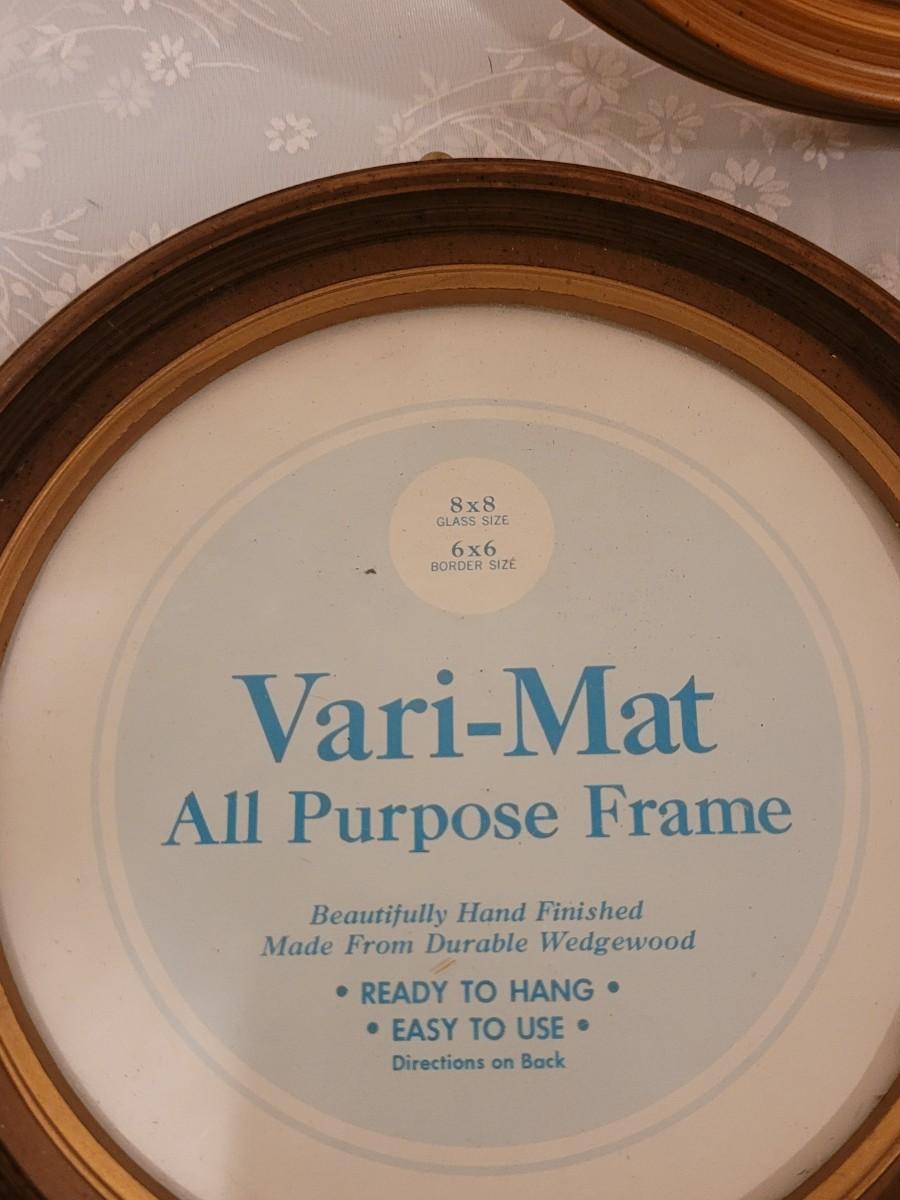 8x8
GLASS SIZE
6x6
BORDER SIZE
Vari-Mat
All Purpose Frame
Beautifully Hand Finished
Made From Durable Wedgewood
• READY TO HANG •
• EASY TO USE •
Directions on Back